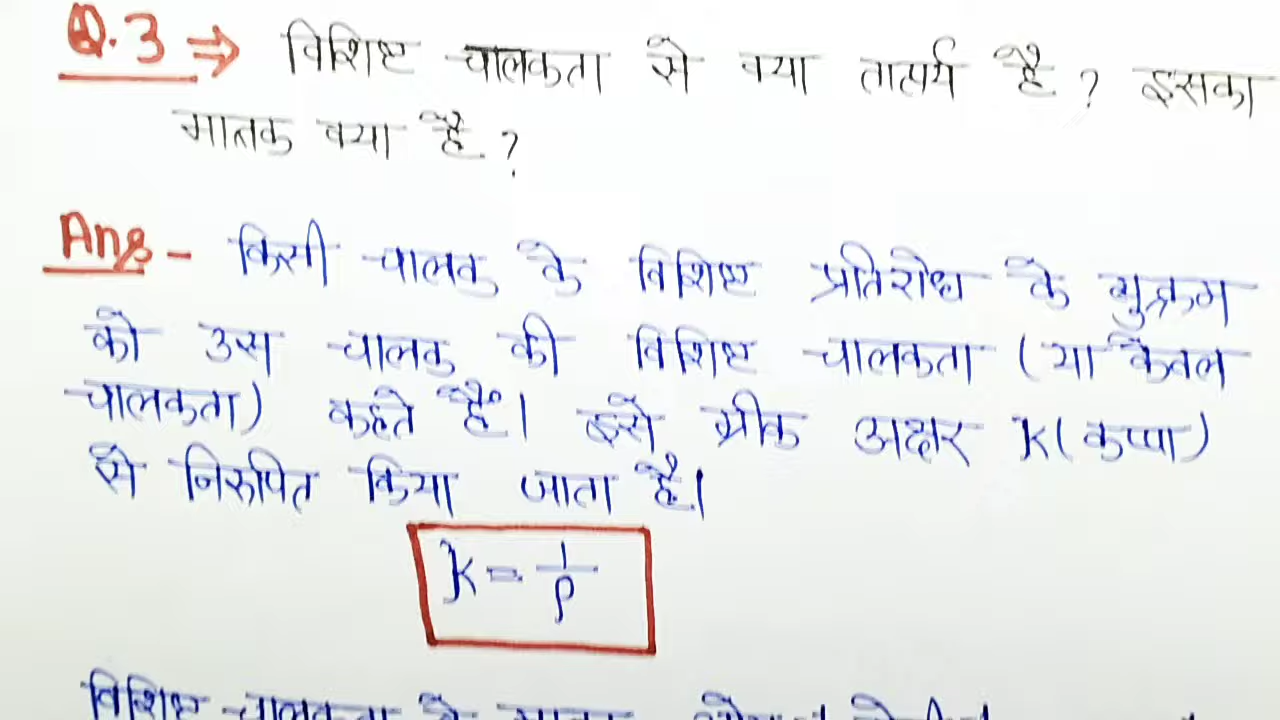 Q.3 ⇒ विशिष्ट चालकता से क्या तात्पर्य है? इसका
मात्रक क्या है?
Ans - किसी चालक के विशिष्ट प्रतिरोध के व्युत्क्रम
को उस चालक की विशिष्ट चालकता (या केवल
चालकता) कहते हैं। इसे ग्रीक अक्षर K (कप्पा)
से निरुपित किया जाता है।
K = 1/ρ
विशिष्ट चालकता के